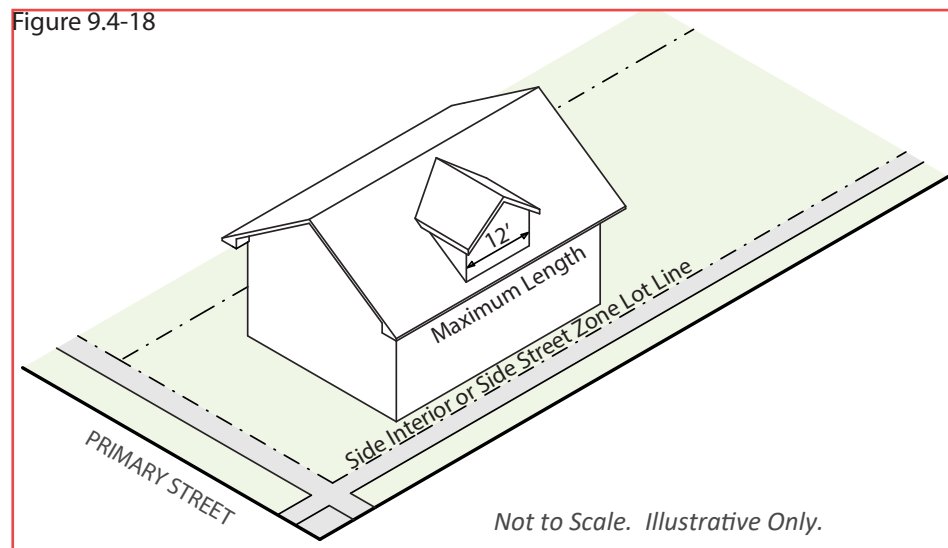 Figure 9.4-18
12'
Maximum Length
Side Interior or Side Street Zone Lot Line
PRIMARY STREET
Not to Scale. Illustrative Only.